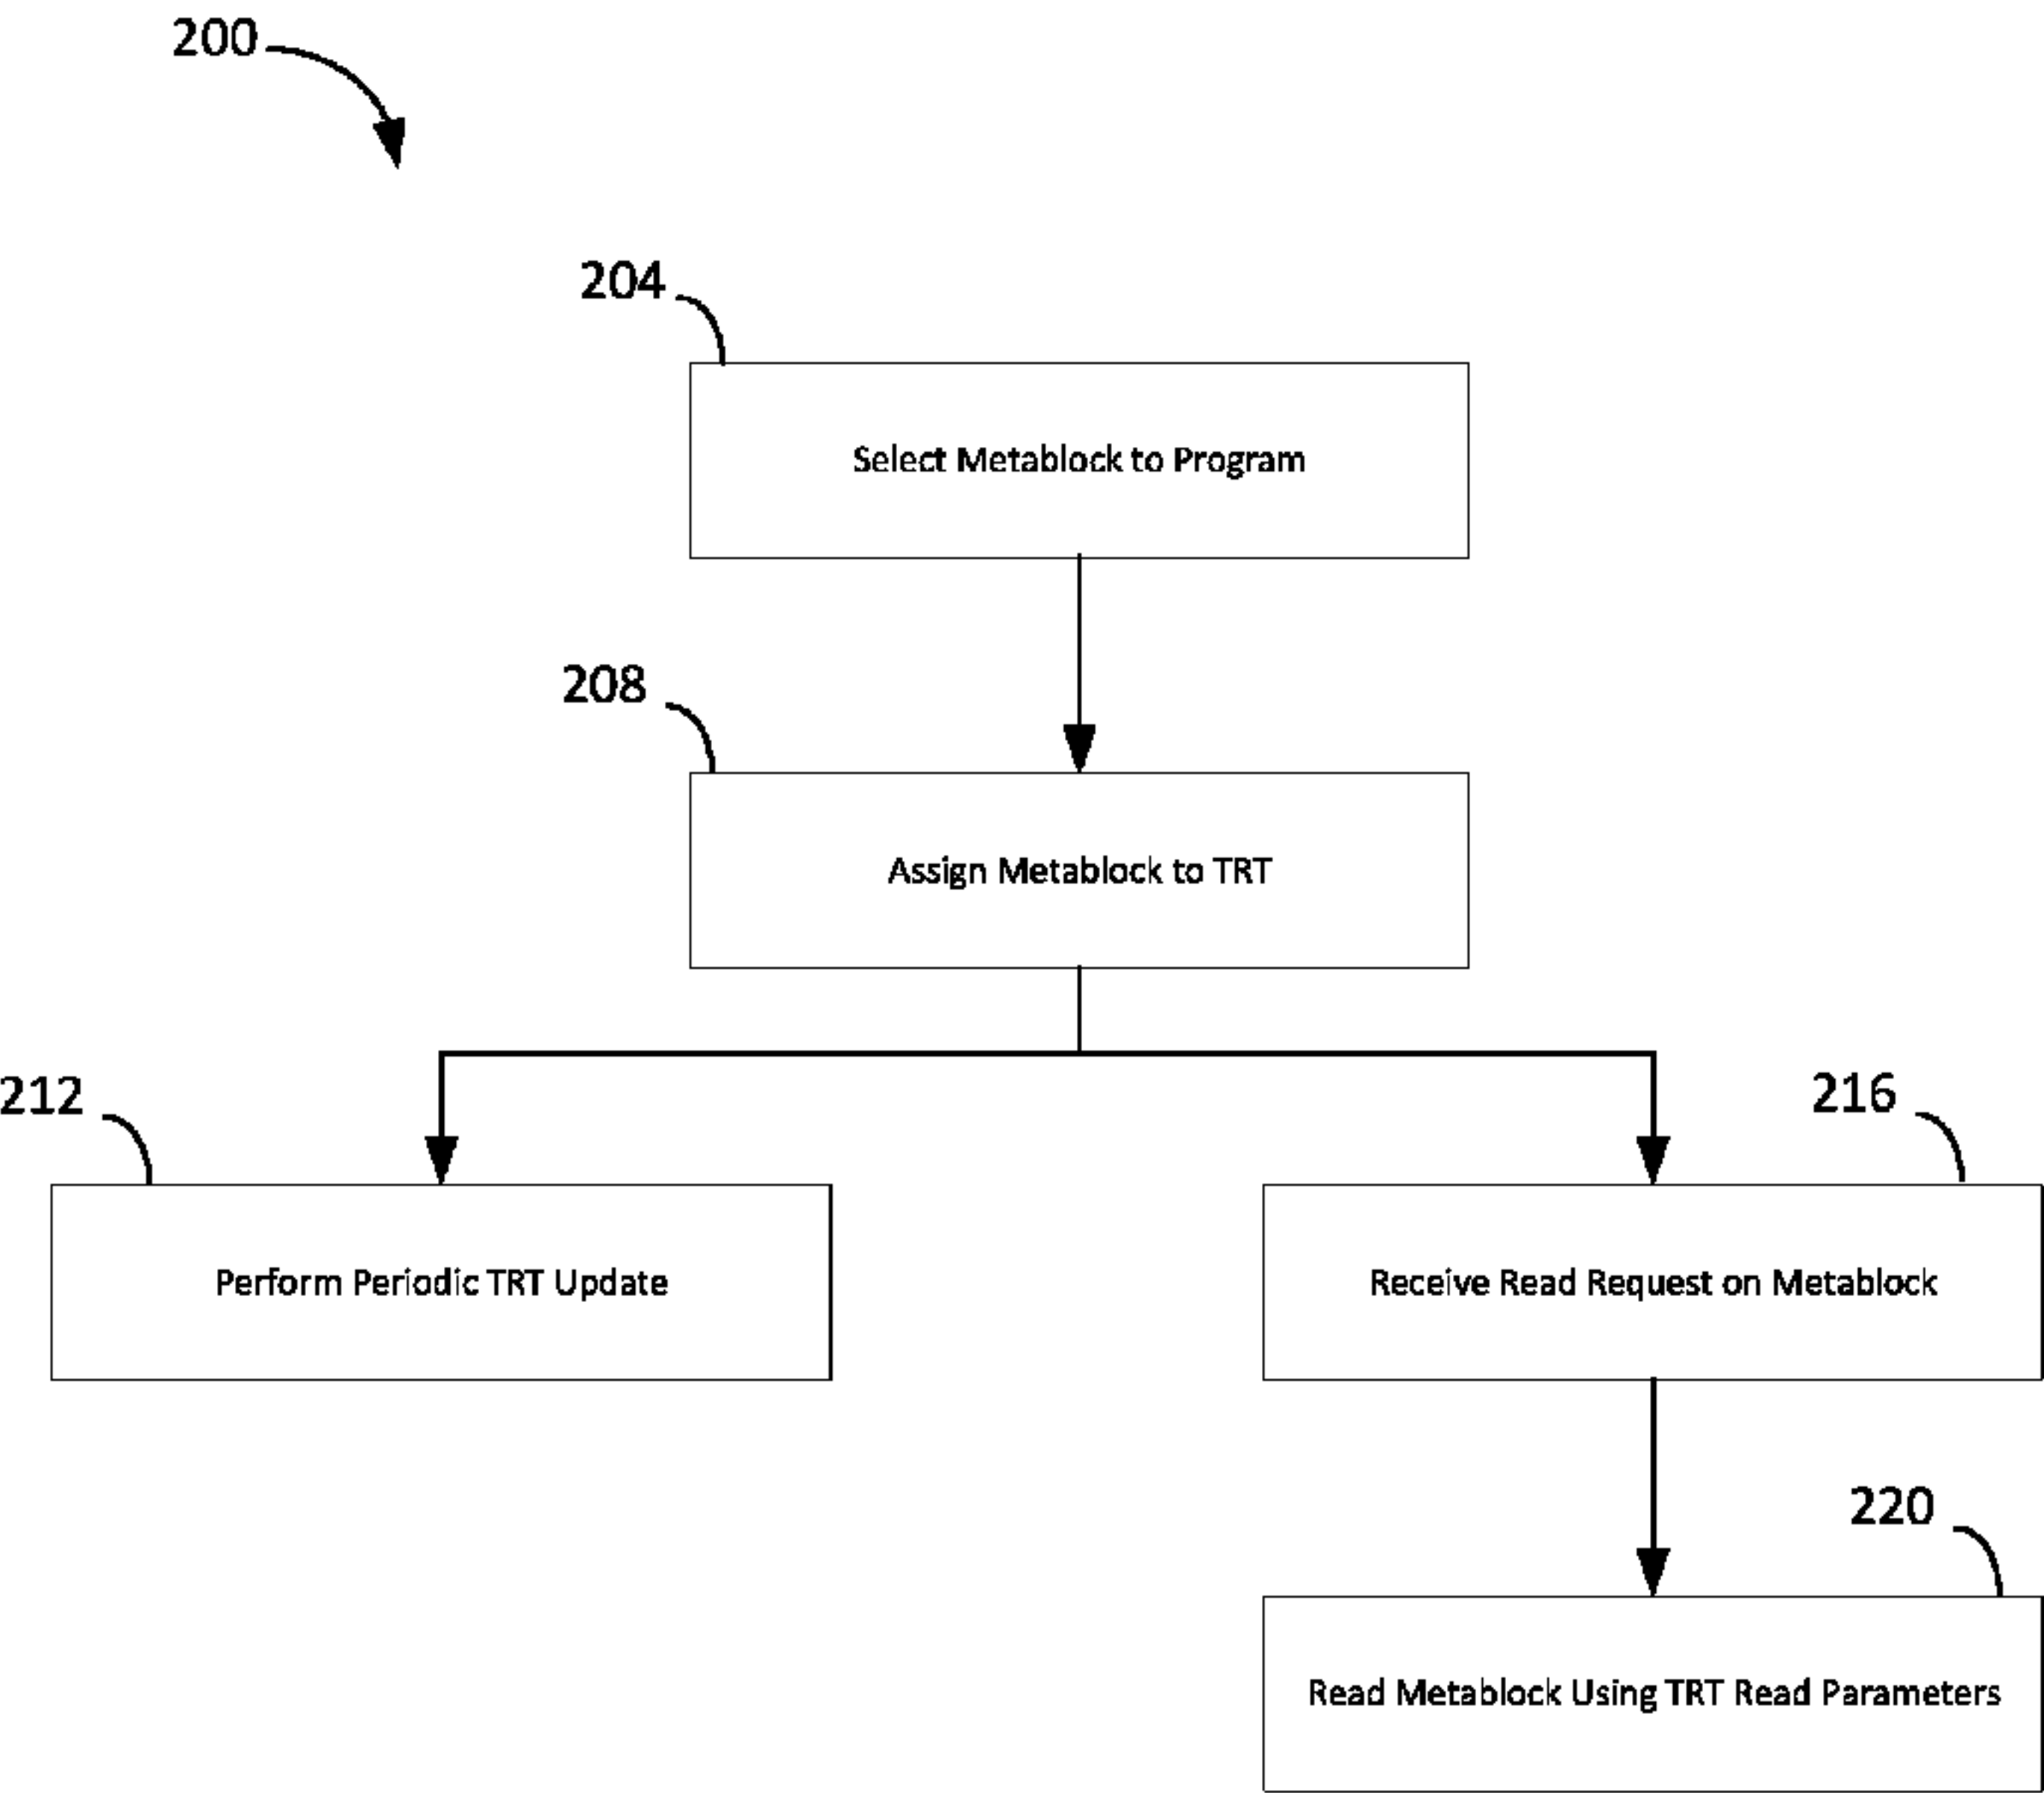 200
204
Select Metablock to Program
208
Assign Metablock to TRT
212
216
Perform Periodic TRT Update
Receive Read Request on Metablock
220
Read Metablock Using TRT Read Parameters